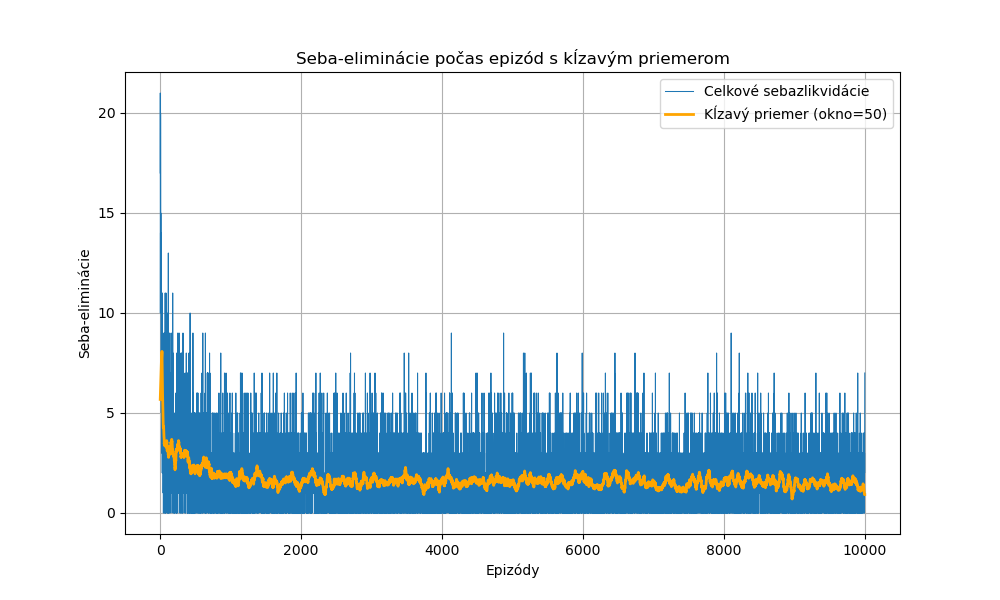 Seba-eliminácie počas epizód s kĺzavým priemerom
Celkové sebazlikvidácie
Kĺzavý priemer (okno=50)
Seba-eliminácie
20
15
10
5
0
0
2000
4000
6000
8000
10000
Epizódy